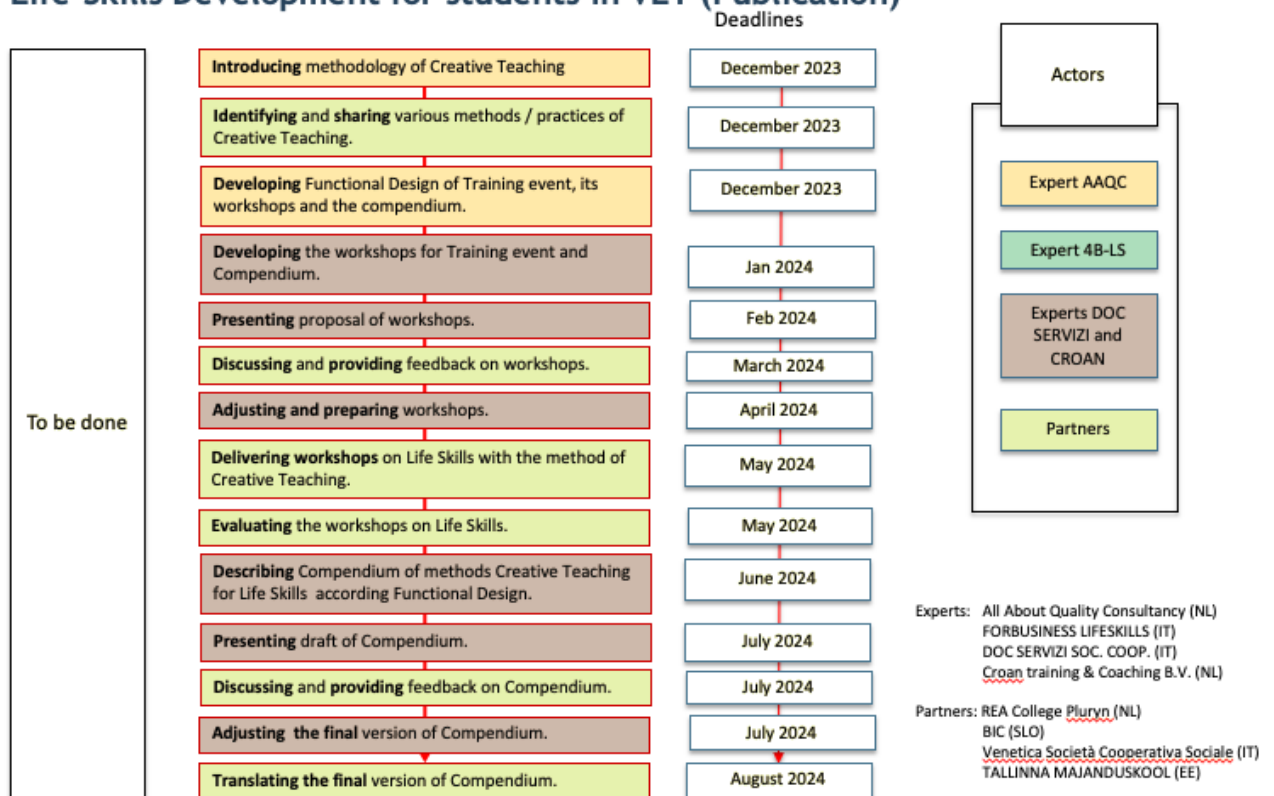 Life Skills Development for students in VET (Publication)
Deadlines
To be done
Introducing methodology of Creative Teaching
December 2023
Identifying and sharing various methods / practices of
Creative Teaching.
December 2023
Developing Functional Design of Training event, its
workshops and the compendium.
December 2023
Developing the workshops for Training event and
Compendium.
Jan 2024
Presenting proposal of workshops.
Feb 2024
Discussing and providing feedback on workshops.
March 2024
Adjusting and preparing workshops.
April 2024
Delivering workshops on Life Skills with the method of
Creative Teaching.
May 2024
Evaluating the workshops on Life Skills.
May 2024
Describing Compendium of methods Creative Teaching
for Life Skills according Functional Design.
June 2024
Presenting draft of Compendium.
July 2024
Discussing and providing feedback on Compendium.
July 2024
Adjusting the final version of Compendium.
July 2024
Translating the final version of Compendium.
August 2024
Actors
Expert AAQC
Expert 4B-LS
Experts DOC
SERVIZI and
CROAN
Partners
Experts: All About Quality Consultancy (NL)
FORBUSINESS LIFESKILLS (IT)
DOC SERVIZI SOC. COOP. (IT)
Croan training & Coaching B.V. (NL)
Partners: REA College Pluryn (NL)
BIC (SLO)
Venetica Società Cooperativa Sociale (IT)
TALLINNA MAJANDUSKOOL (EE)